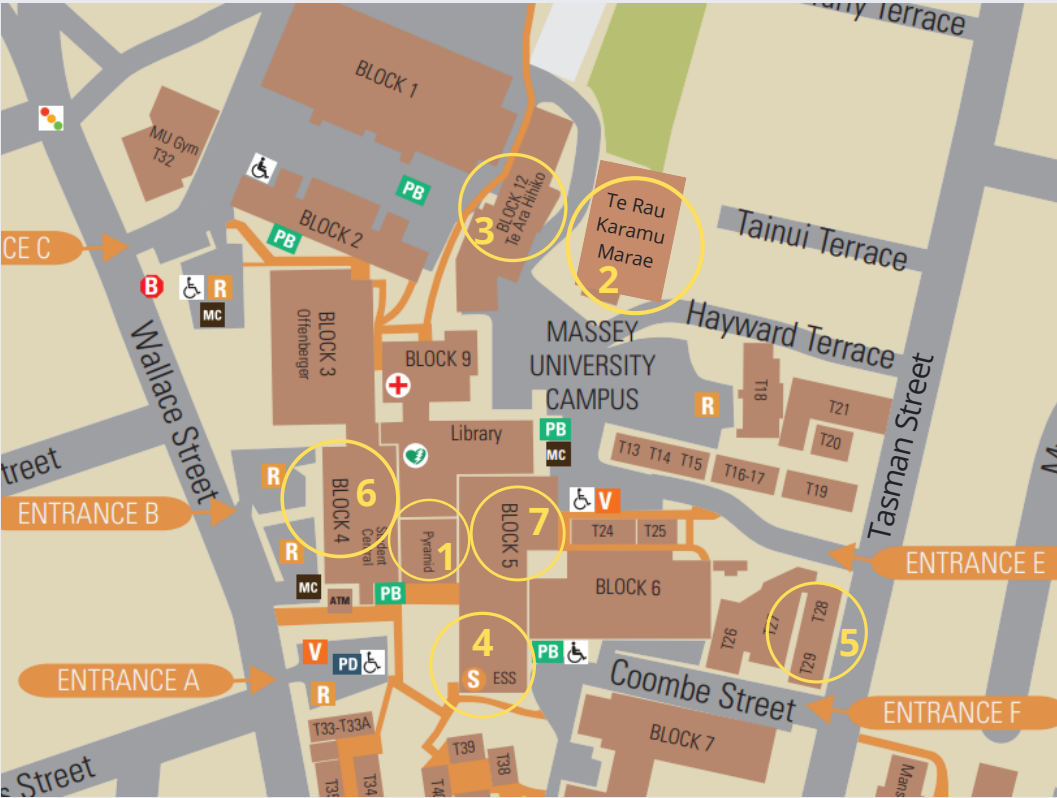 any Terrace
BLOCK 1
MU Gym
T32
PB
BLOCK 12
Te Ara Hihiko
3
Te Rau
Karamu
Marae
2
BLOCK 2
PB
Tainui Terrace
CE C
B
R
MC
Wallace Street
BLOCK 3
Offenberger
BLOCK 9
MASSEY
UNIVERSITY
CAMPUS
Hayward Terrace
Tasman Street
R
T18
T21
T20
Library
PB
MC
T13 T14 T15
T16-17
T19
treet
R
BLOCK 4
6
Student
Central
Pyramid
1
BLOCK 5
7
V
T24
T25
ENTRANCE B
ENTRANCE E
R
MC
ATM
PB
BLOCK 6
T26
T27
T28
T29
5
4
S
ESS
PB
V
PD
R
ENTRANCE A
Coombe Street
ENTRANCE F
BLOCK 7
T33-T33A
T34
T39
T38
s Street
Mans